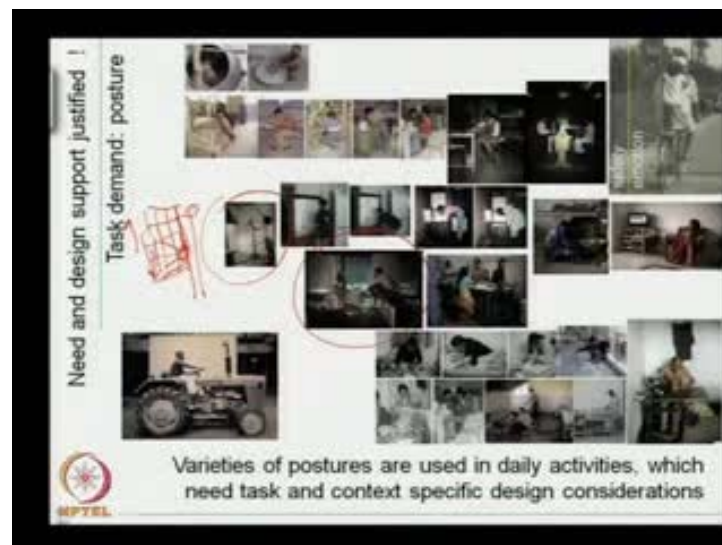 Need and design support justified !
Task demand: posture
Varieties of postures are used in daily activities, which
need task and context specific design considerations
NPTEL